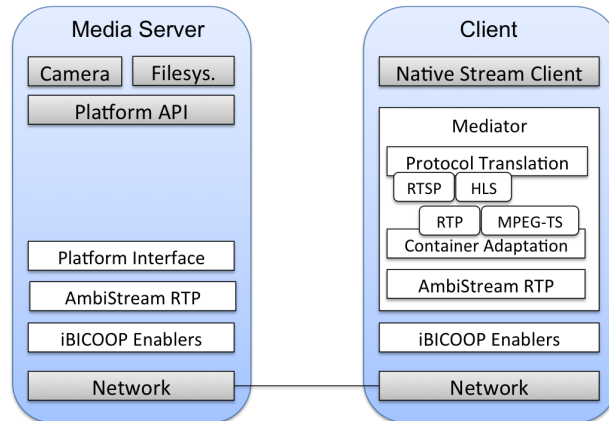 Media Server
Camera
Filesys.
Platform API
Platform Interface
AmbiStream RTP
iBICOOP Enablers
Network
Client
Native Stream Client
Mediator
Protocol Translation
RTSP
HLS
RTP
MPEG-TS
Container Adaptation
AmbiStream RTP
iBICOOP Enablers
Network